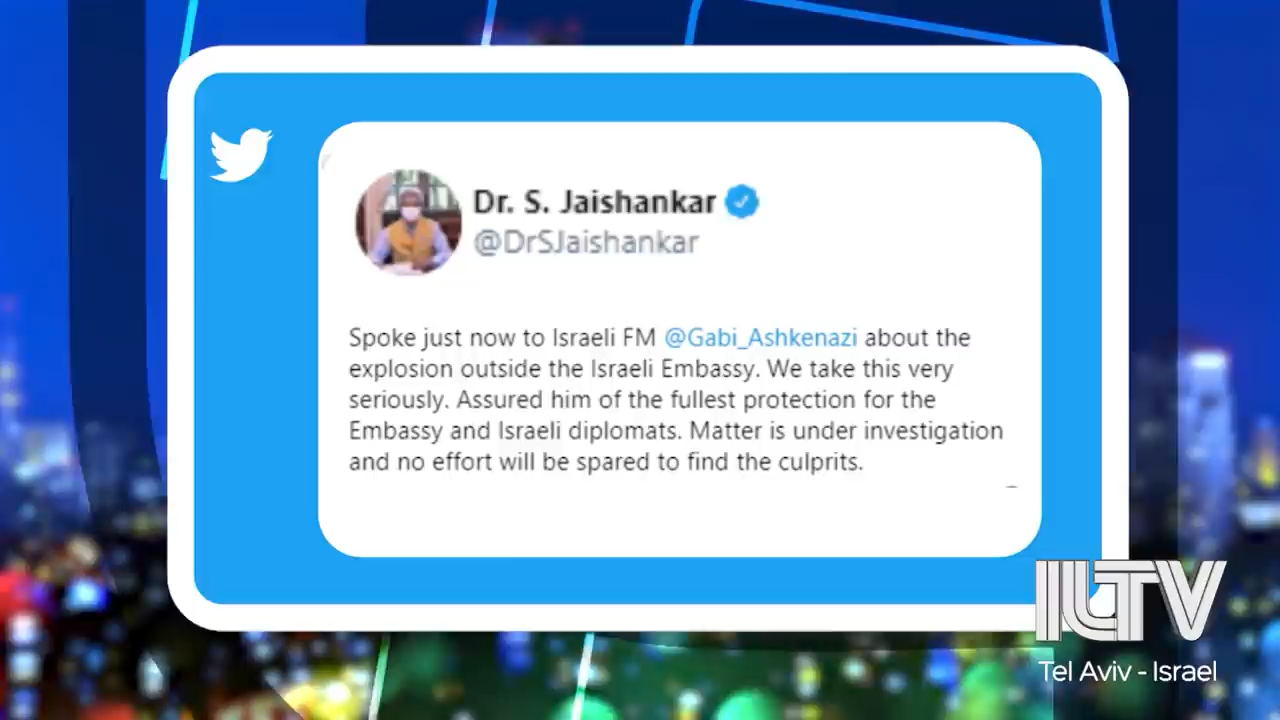 Dr. S. Jaishankar
@DrSJaishankar
Spoke just now to Israeli FM @Gabi_Ashkenazi about the
explosion outside the Israeli Embassy. We take this very
seriously. Assured him of the fullest protection for the
Embassy and Israeli diplomats. Matter is under investigation
and no effort will be spared to find the culprits.
ILTV
Tel Aviv - Israel